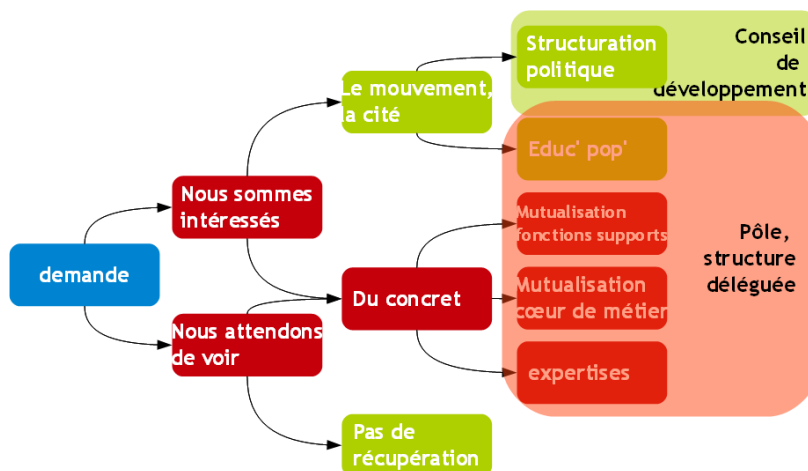 Structuration
politique
Conseil
de
développement
Le mouvement,
la cité
Educ' pop'
Nous sommes
intéressés
Mutualisation
fonctions supports
Pôle,
structure
déléguée
demande
Du concret
Mutualisation
cœur de métier
Nous attendons
de voir
expertises
Pas de
récupération